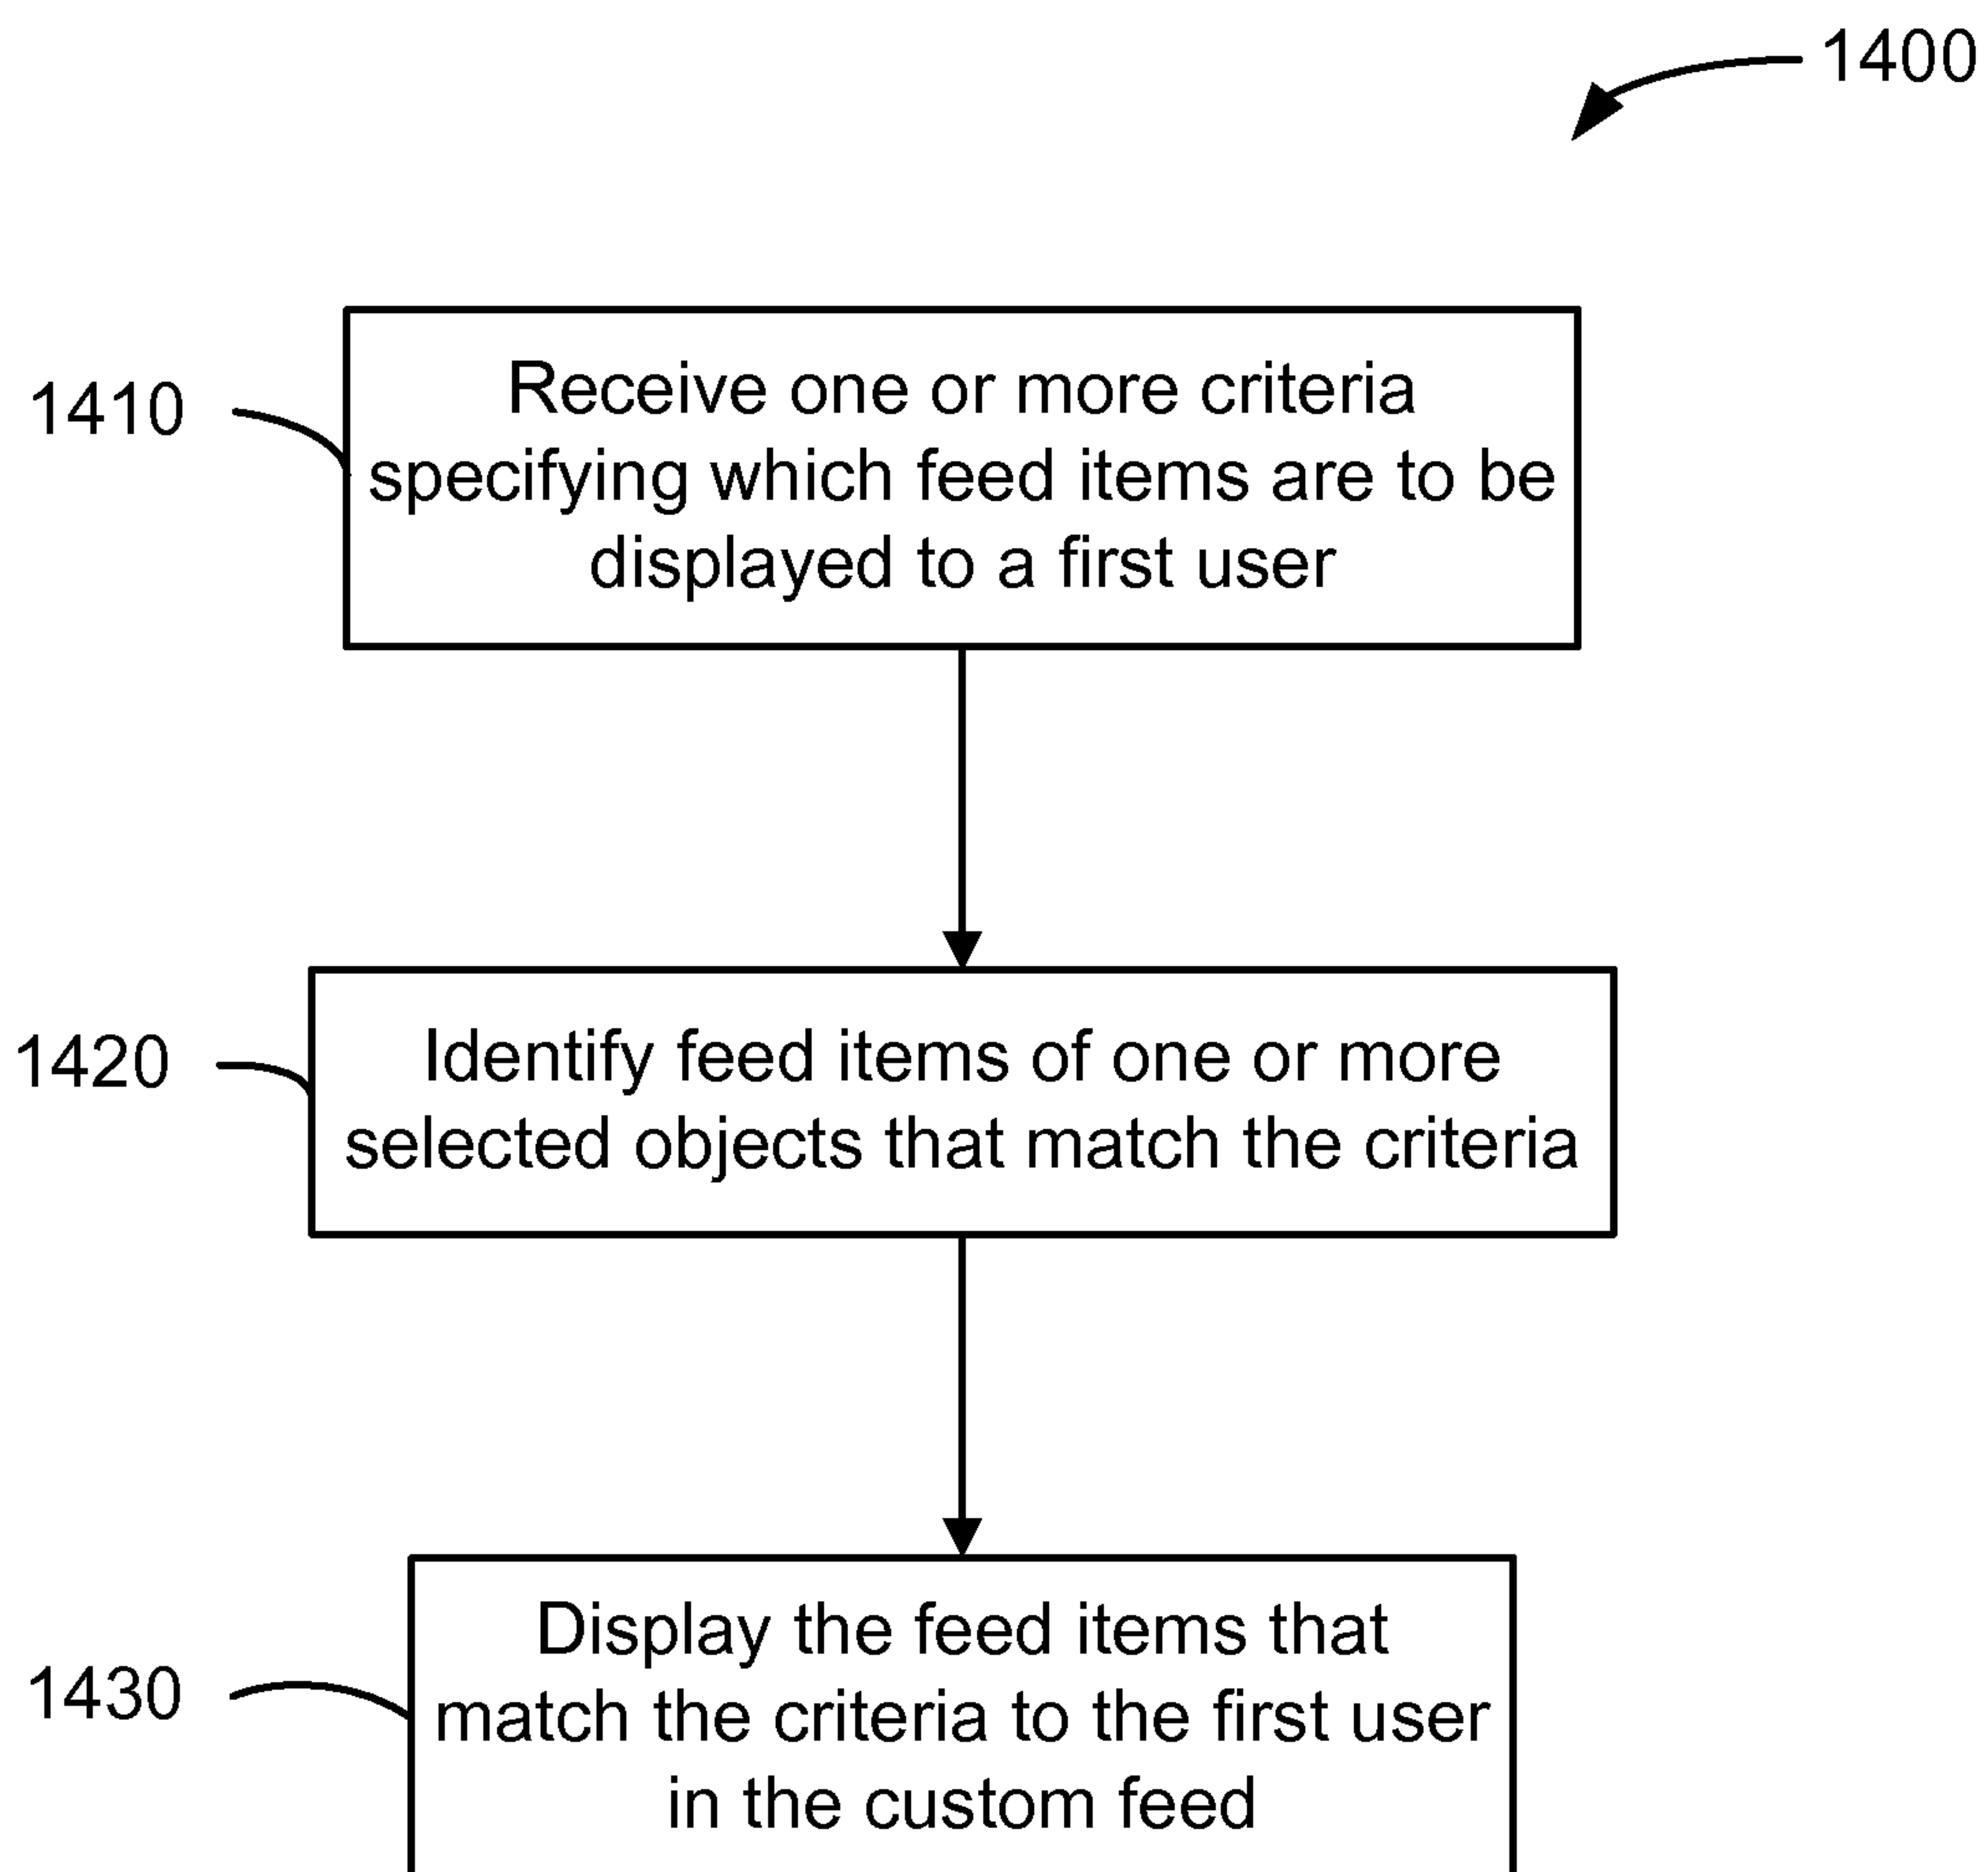 1400
1410
Receive one or more criteria
specifying which feed items are to be
displayed to a first user
1420
Identify feed items of one or more
selected objects that match the criteria
1430
Display the feed items that
match the criteria to the first user
in the custom feed